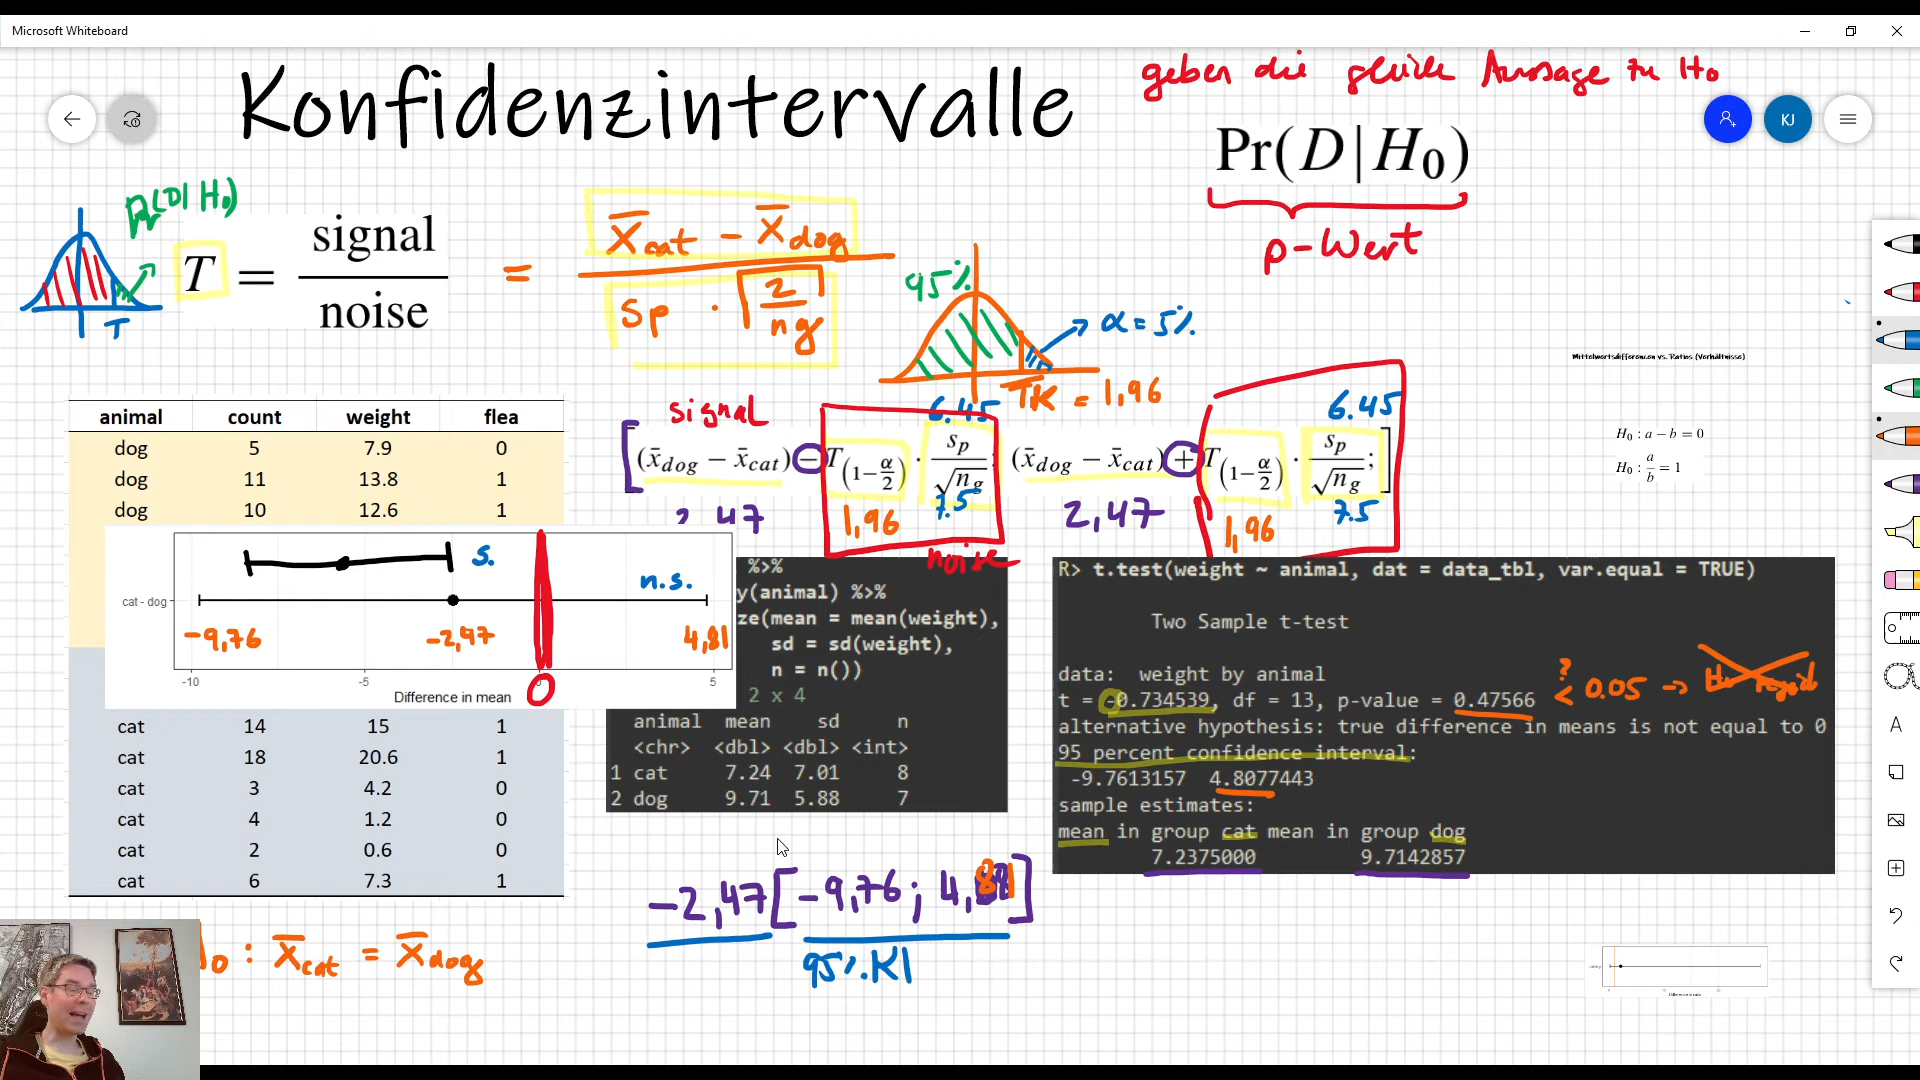 Microsoft Whiteboard
Konfidenzintervalle
geben die gleiche Aussage zu H0
Pr(D|H0)
p-Wert
KJ
Pr(D|H0)
T = signal / noise = x̄cat − x̄dog / sp · √2/ng
T
95%
α = 5%
TK = 1,96
signal
6.45
6.45
[(x̄dog − x̄cat) − T(1−α/2) · sp/√ng; (x̄dog − x̄cat) + T(1−α/2) · sp/√ng;]
47
1,96
7.5
2,47
1,96
7.5
noise
Mittelwertsdifferenzen vs. Ratios (Verhältnisse)
H0 : a − b = 0
H0 : a/b = 1
animal count weight flea
dog 5 7.9 0
dog 11 13.8 1
dog 10 12.6 1
s.
n.s.
cat - dog
-9,76 -2,47 4,81
-10 -5 0 5
Difference in mean
cat 14 15 1
cat 18 20.6 1
cat 3 4.2 0
cat 4 1.2 0
cat 2 0.6 0
cat 6 7.3 1
%>%
y(animal) %>%
ze(mean = mean(weight),
sd = sd(weight),
n = n())
2 x 4
animal mean sd n
<chr> <dbl> <dbl> <int>
1 cat 7.24 7.01 8
2 dog 9.71 5.88 7
R> t.test(weight ~ animal, dat = data_tbl, var.equal = TRUE)
Two Sample t-test
data: weight by animal
t = -0.734539, df = 13, p-value = 0.47566
alternative hypothesis: true difference in means is not equal to 0
95 percent confidence interval:
-9.7613157 4.8077443
sample estimates:
mean in group cat mean in group dog
7.2375000 9.7142857
?
< 0.05 →
-2,47 [-9,76; 4,81]
95%.KI
0 : x̄cat = x̄dog